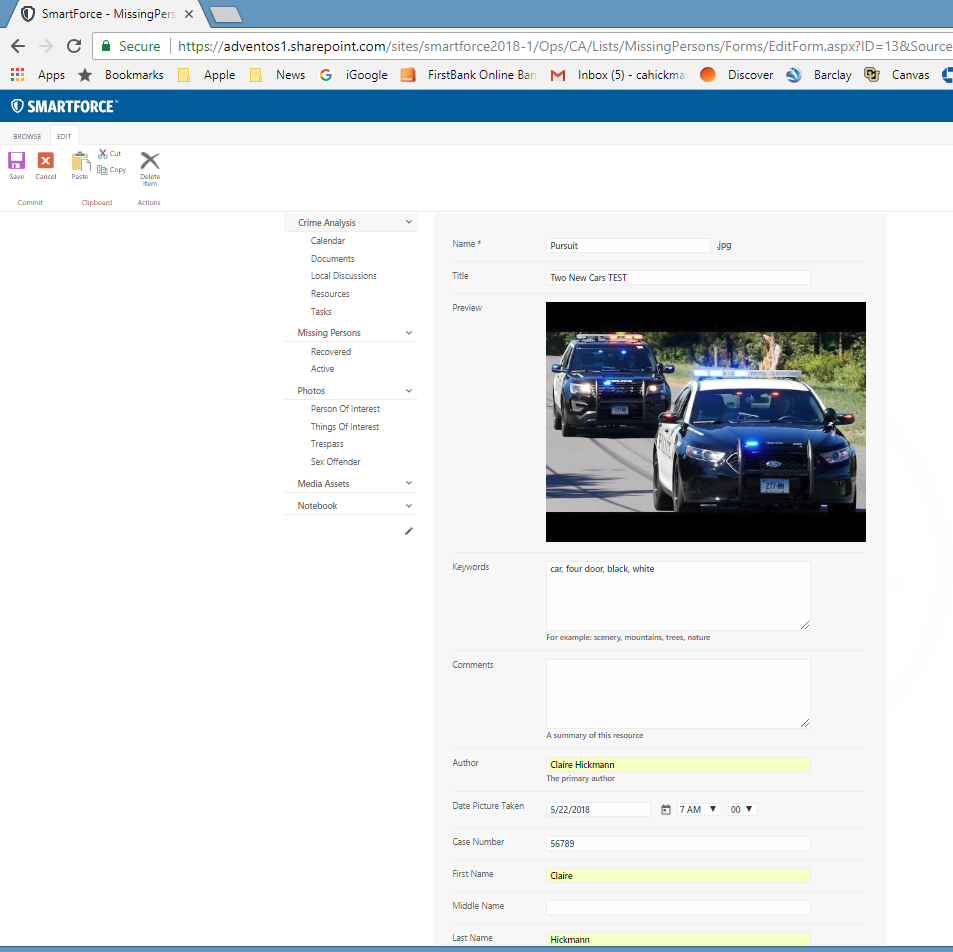 SmartForce - MissingPers
Secure https://adventos1.sharepoint.com/sites/smartforce2018-1/Ops/CA/Lists/MissingPersons/Forms/EditForm.aspx?ID=13&Source
Apps Bookmarks Apple News iGoogle FirstBank Online Ban Inbox (5) - cahickma Discover Barclay Canvas
SMARTFORCE
BROWSE EDIT
Save Cancel Paste Cut Copy Delete Item
Commit Clipboard Actions
Crime Analysis
Calendar
Documents
Local Discussions
Resources
Tasks
Missing Persons
Recovered
Active
Photos
Person Of Interest
Things Of Interest
Trespass
Sex Offender
Media Assets
Notebook
Name * Pursuit .jpg
Title Two New Cars TEST
Preview
Ford
277-WN
Keywords car, four door, black, white
For example: scenery, mountains, trees, nature
Comments
A summary of this resource
Author Claire Hickmann
The primary author
Date Picture Taken 5/22/2018 7 AM 00
Case Number 56789
First Name Claire
Middle Name
Last Name Hickmann